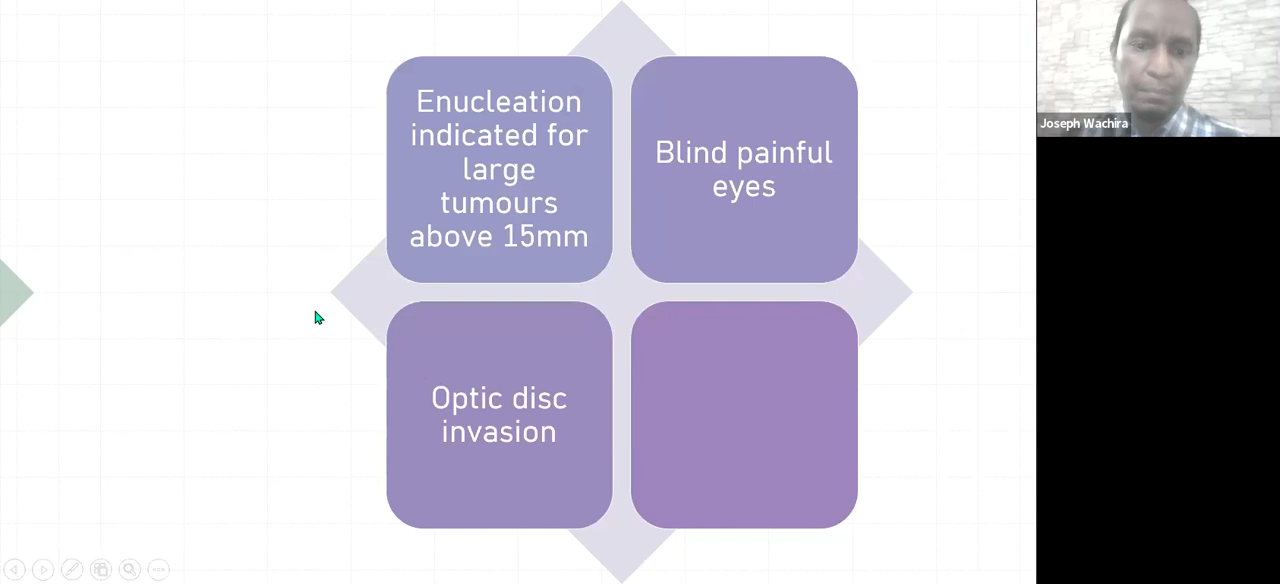 Enucleation
indicated for
large
tumours
above 15mm
Blind painful
eyes
Optic disc
invasion
Joseph Wachira